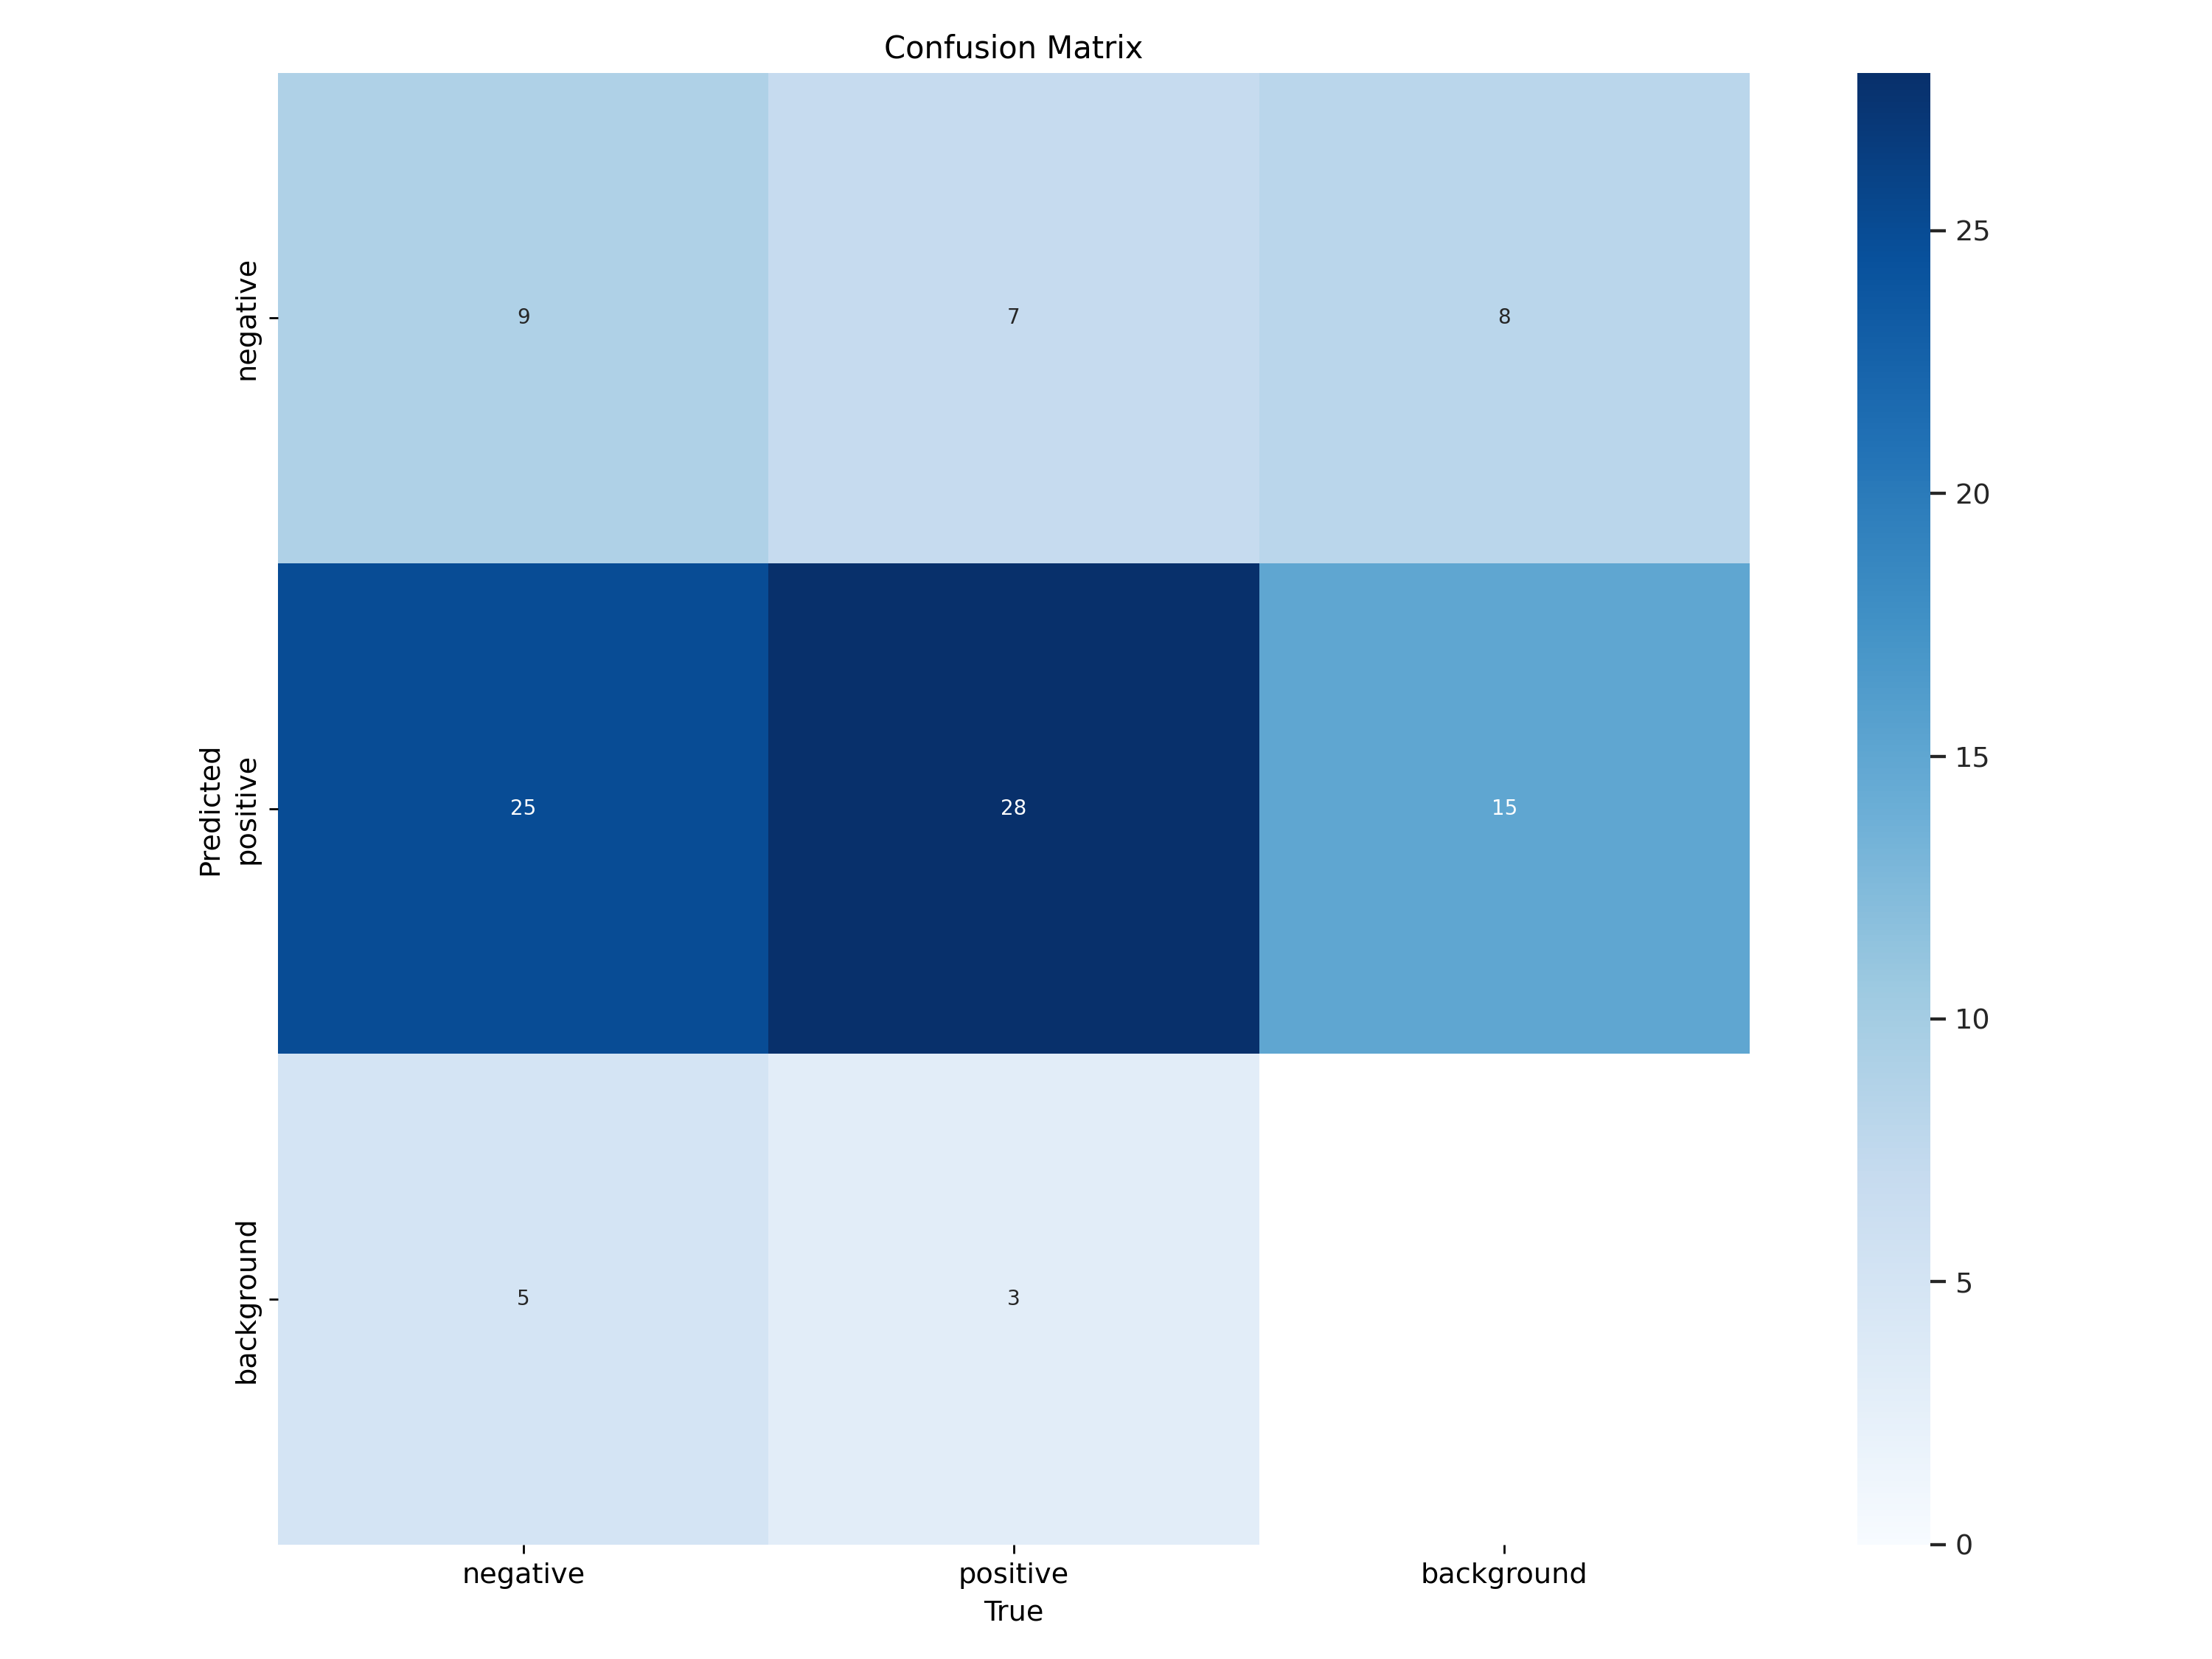 Confusion Matrix
negative
9
7
8
Predicted
positive
25
28
15
background
5
3
negative
positive
background
True
25
20
15
10
5
0